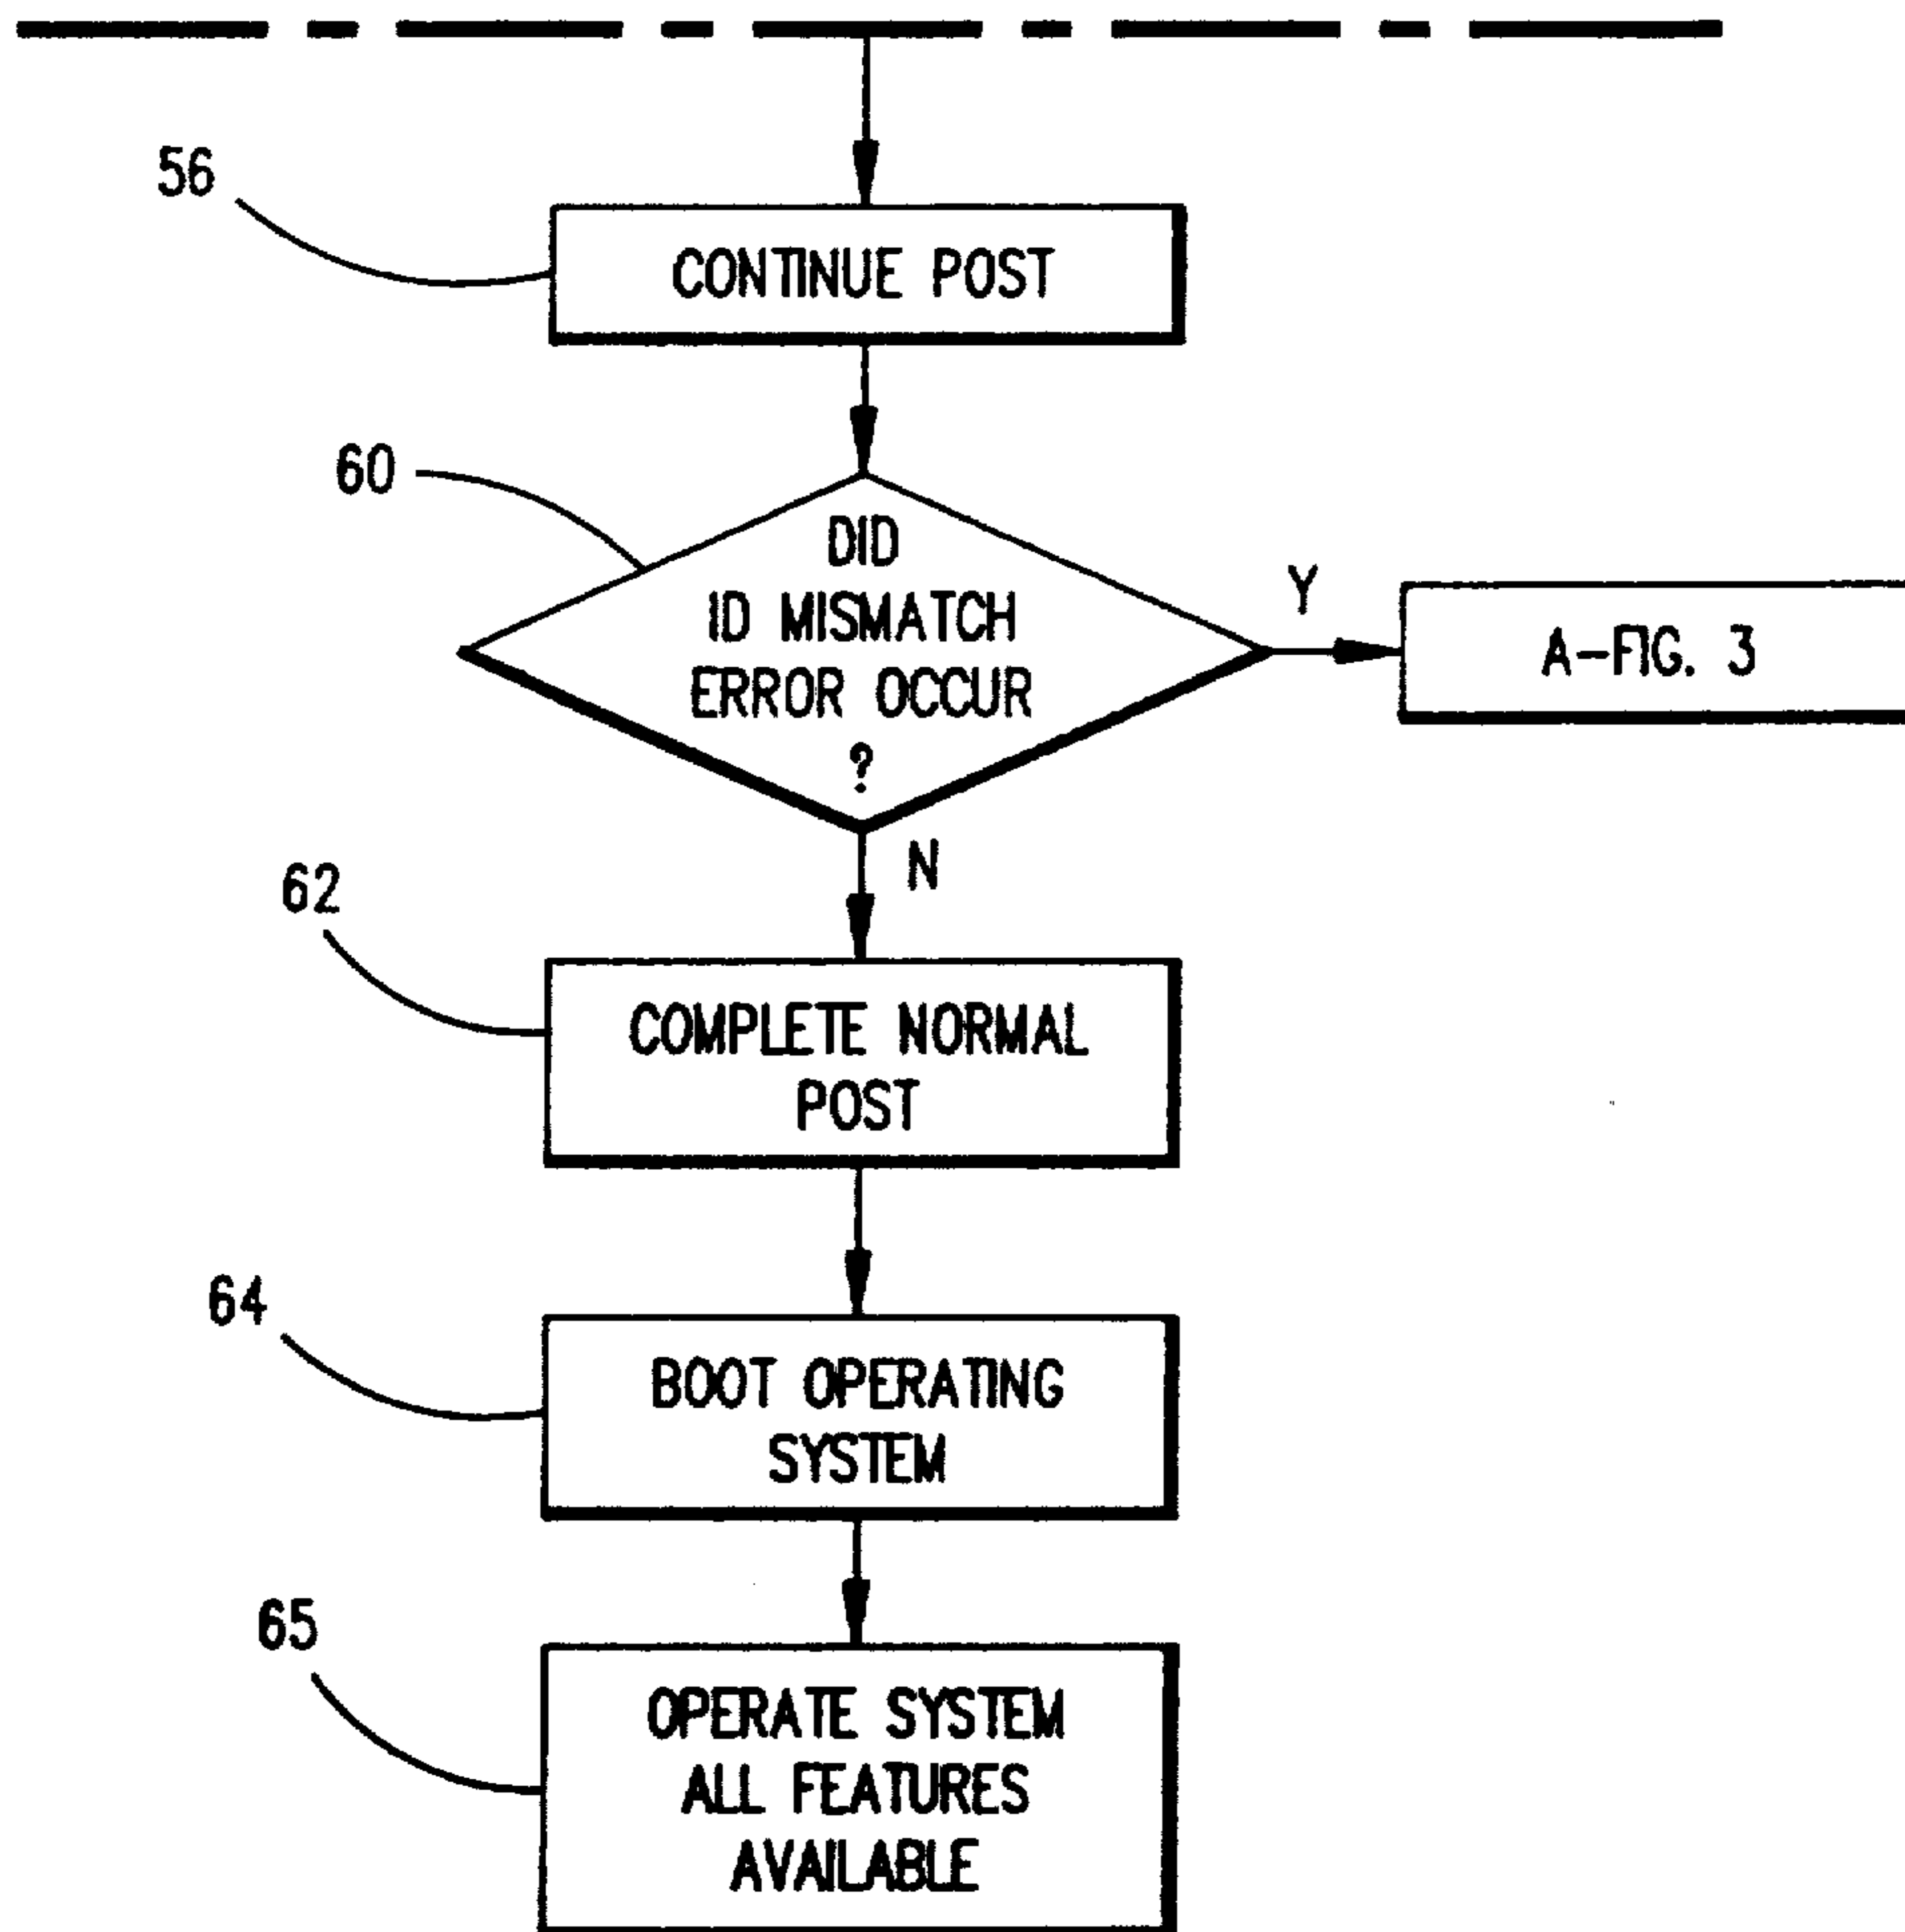 56
CONTINUE POST
60
DID
ID MISMATCH
ERROR OCCUR
?
Y
A-FIG. 3
N
62
COMPLETE NORMAL
POST
64
BOOT OPERATING
SYSTEM
65
OPERATE SYSTEM
ALL FEATURES
AVAILABLE